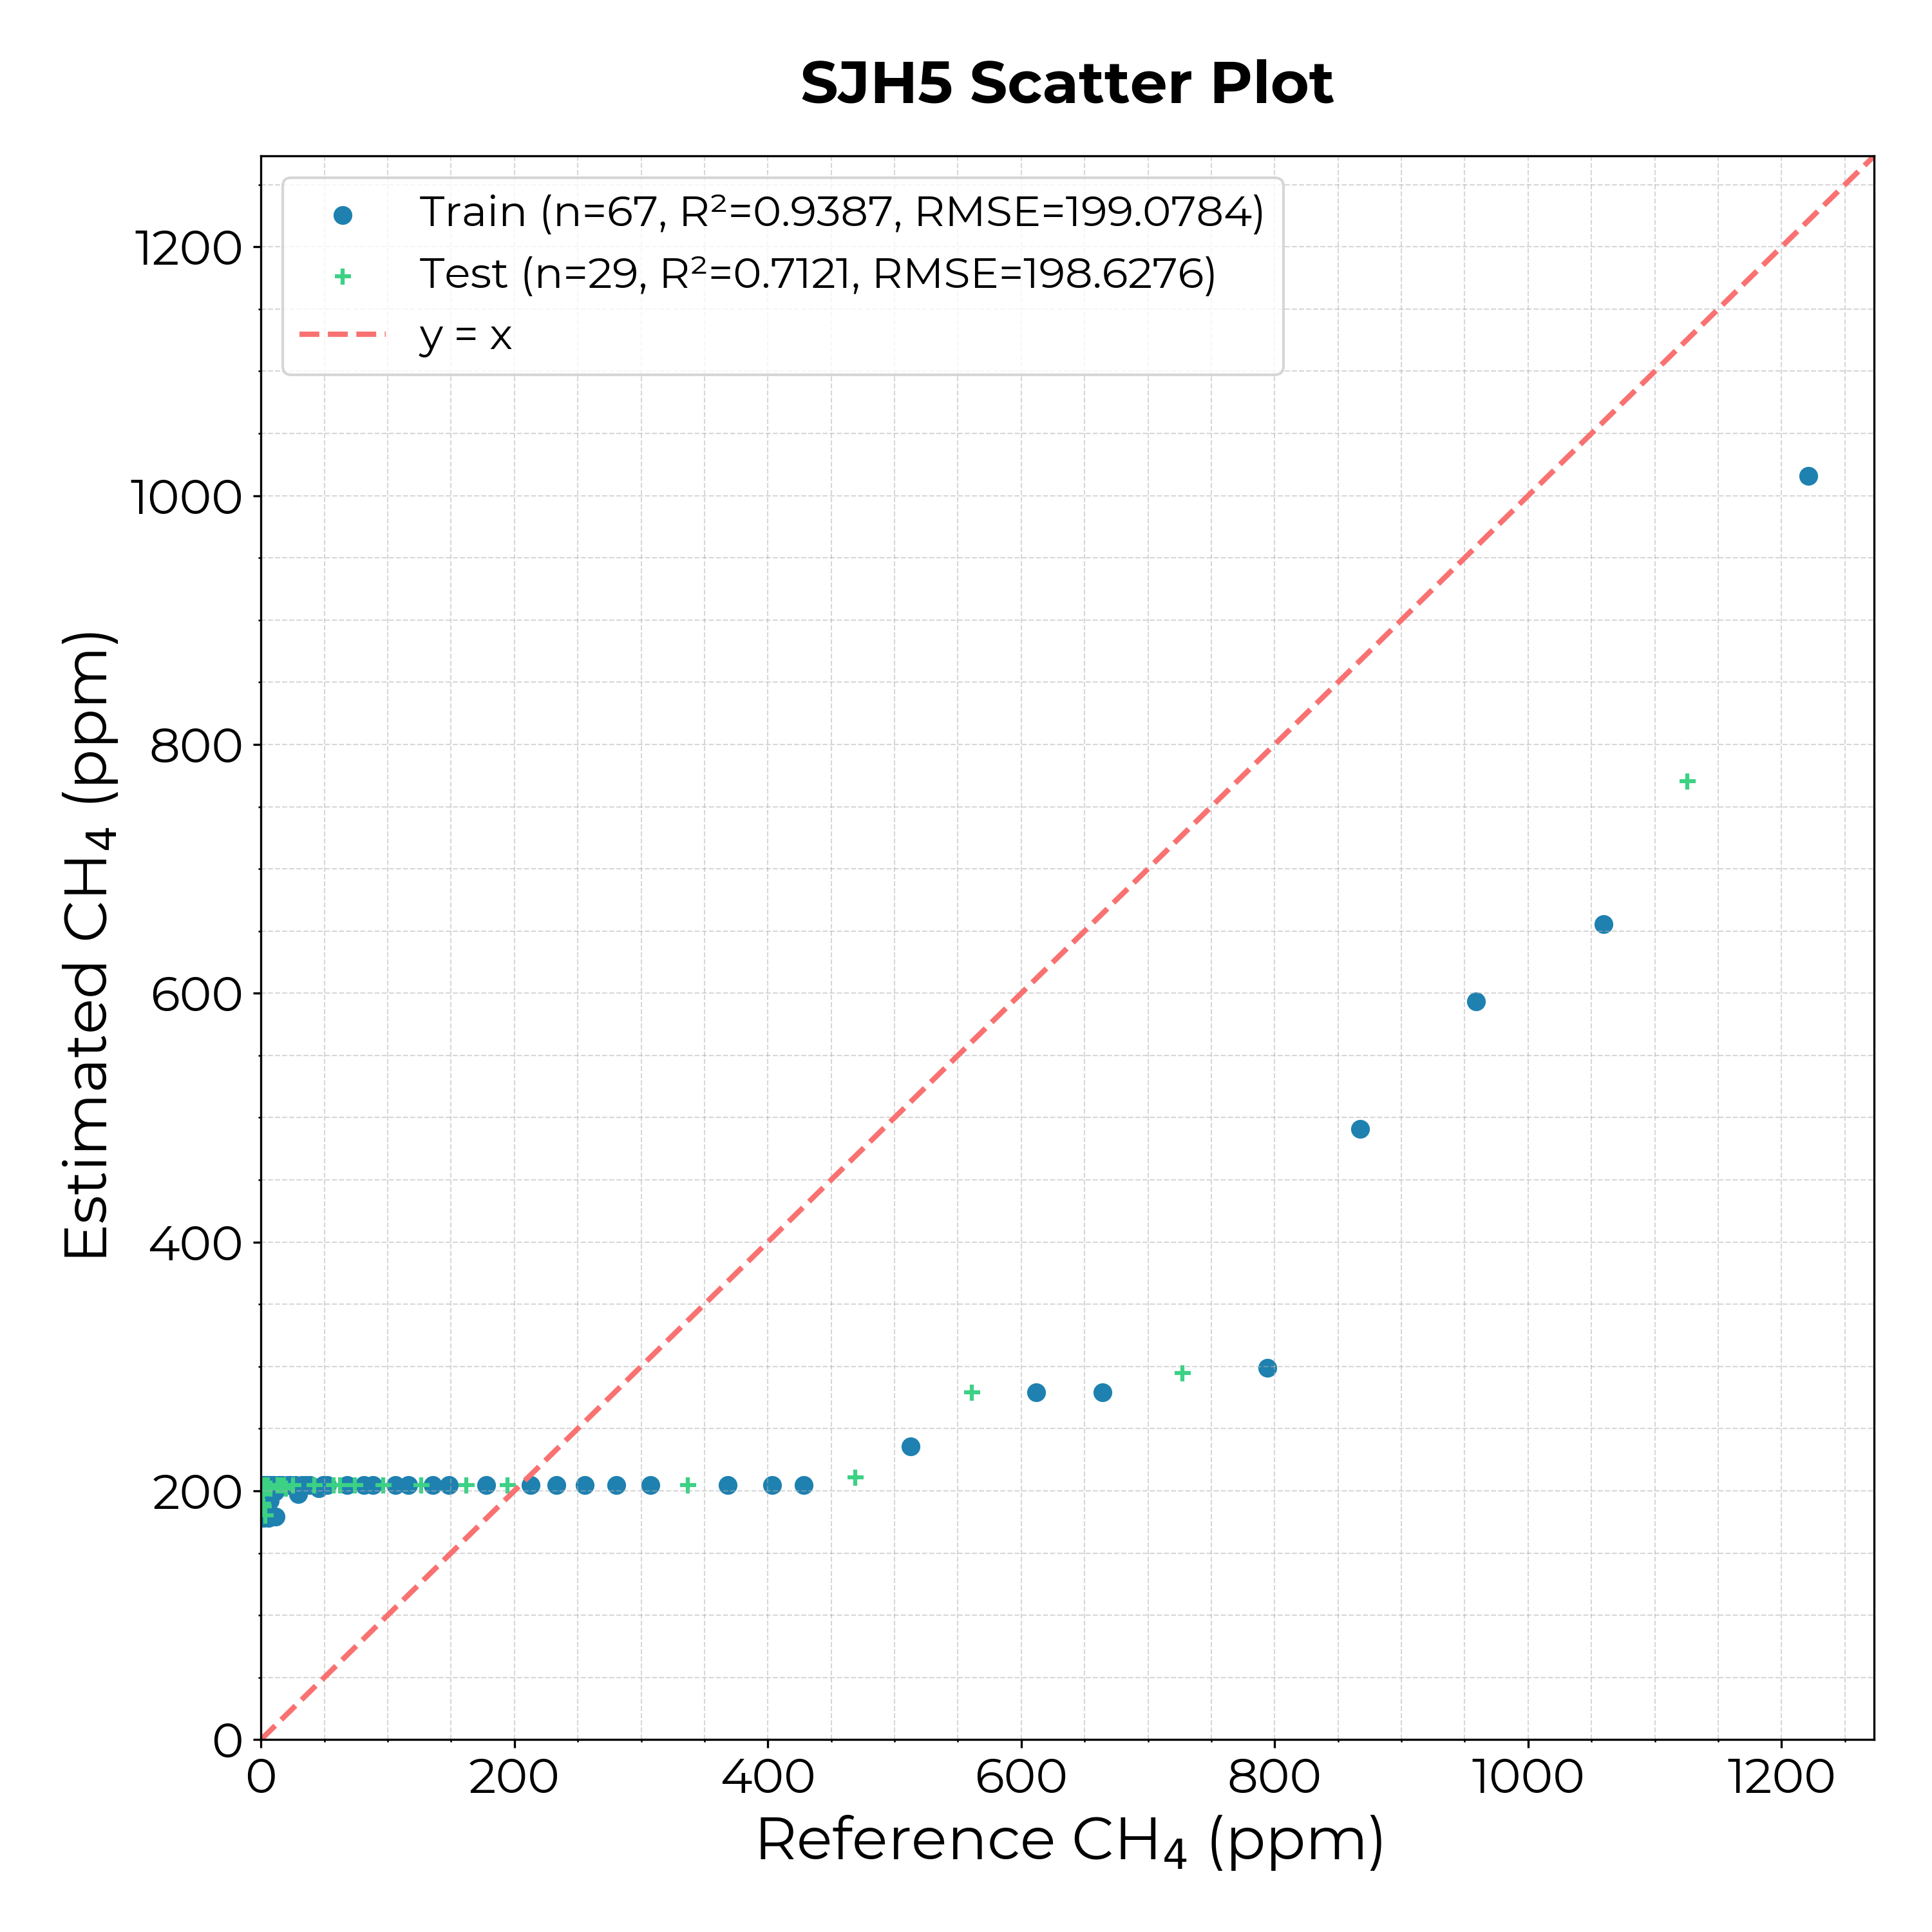 SJH5 Scatter Plot
Train (n=67, R²=0.9387, RMSE=199.0784)
Test (n=29, R²=0.7121, RMSE=198.6276)
y = x
Estimated CH₄ (ppm)
1200
1000
800
600
400
200
0
0 200 400 600 800 1000 1200
Reference CH₄ (ppm)